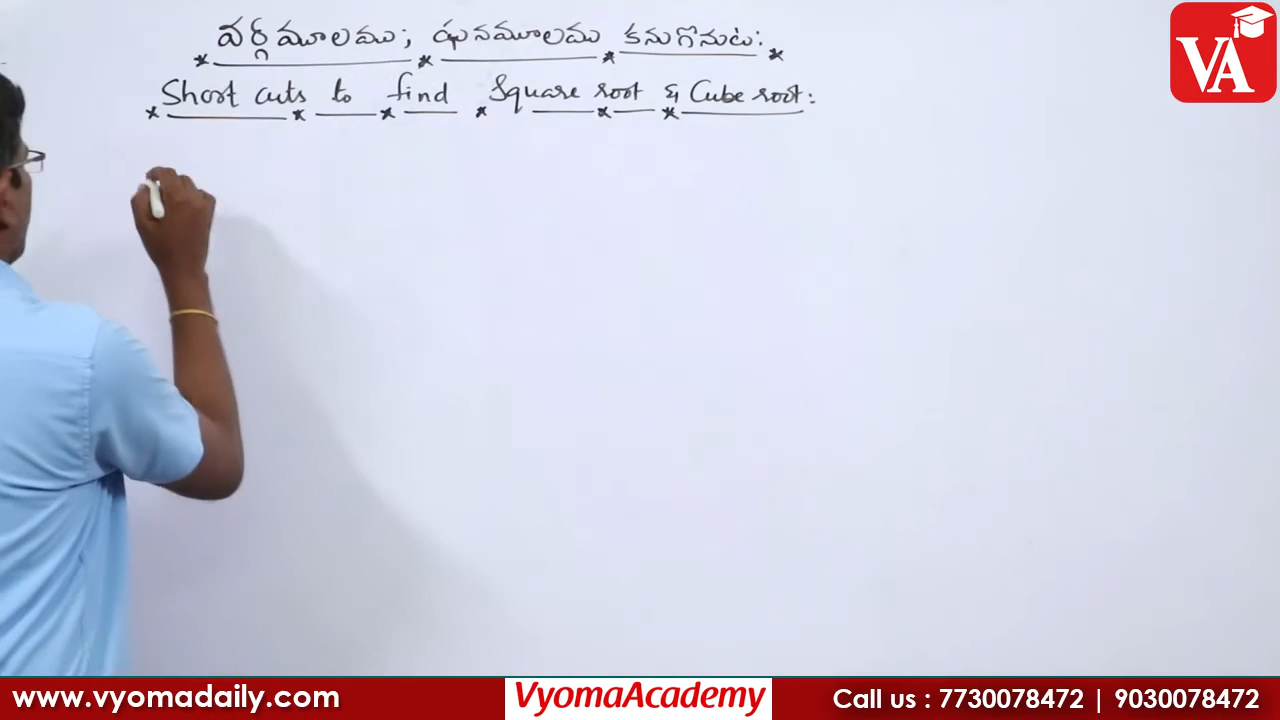 వర్గమూలము; ఘనమూలము కనుగొనుట:
Short cuts to find Square root & Cube root:
VA
www.vyomadaily.com
VyomaAcademy
Call us : 7730078472 | 9030078472